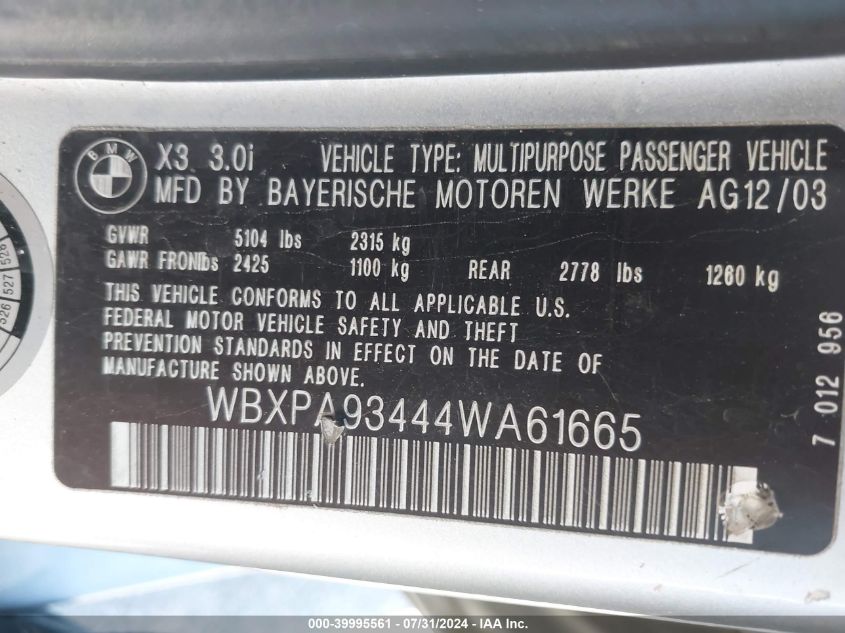 BMW
X3 3.0i VEHICLE TYPE: MULTIPURPOSE PASSENGER VEHICLE
MFD BY BAYERISCHE MOTOREN WERKE AG12/03
GVWR 5104 lbs 2315 kg
GAWR FRONlbs 2425 1100 kg REAR 2778 lbs 1260 kg
THIS VEHICLE CONFORMS TO ALL APPLICABLE U.S.
FEDERAL MOTOR VEHICLE SAFETY AND THEFT
PREVENTION STANDARDS IN EFFECT ON THE DATE OF
MANUFACTURE SHOWN ABOVE.
WBXPA93444WA61665
7 012 956
526 527 526
000-39995561 - 07/31/2024 - IAA Inc.